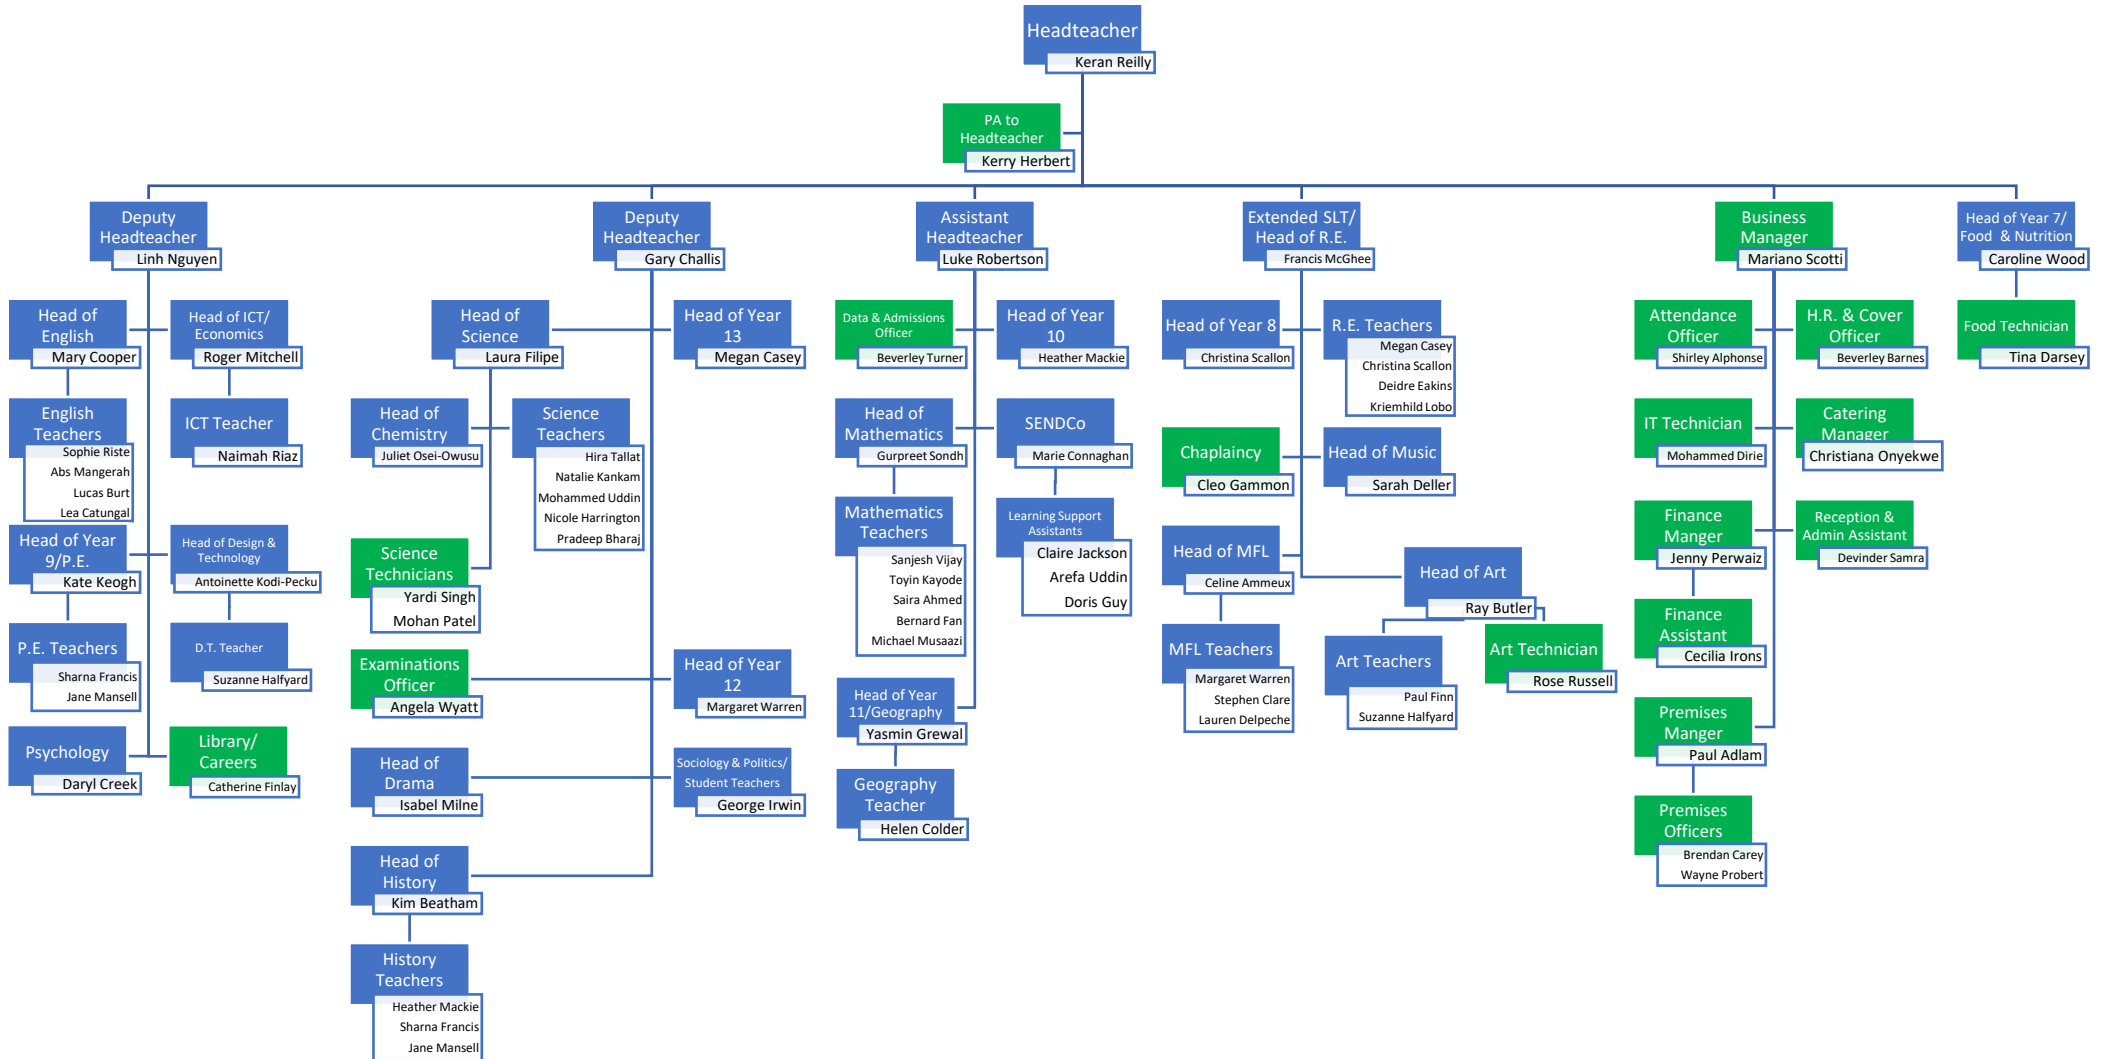 Headteacher
Keran Reilly
PA to
Headteacher
Kerry Herbert
Deputy
Headteacher
Linh Nguyen
Head of
English
Mary Cooper
Head of ICT/
Economics
Roger Mitchell
English
Teachers
Sophie Riste
Abs Mangerah
Lucas Burt
Lea Catungal
ICT Teacher
Naimah Riaz
Head of Year
9/P.E.
Kate Keogh
Head of Design &
Technology
Antoinette Kodi-Pecku
P.E. Teachers
Sharna Francis
Jane Mansell
D.T. Teacher
Suzanne Halfyard
Psychology
Daryl Creek
Library/
Careers
Catherine Finlay
Deputy
Headteacher
Gary Challis
Head of
Science
Laura Filipe
Head of Year
13
Megan Casey
Head of
Chemistry
Juliet Osei-Owusu
Science
Teachers
Hira Tallat
Natalie Kankam
Mohammed Uddin
Nicole Harrington
Pradeep Bharaj
Science
Technicians
Yardi Singh
Mohan Patel
Examinations
Officer
Angela Wyatt
Head of Year
12
Margaret Warren
Head of
Drama
Isabel Milne
Sociology & Politics/
Student Teachers
George Irwin
Head of
History
Kim Beatham
History
Teachers
Heather Mackie
Sharna Francis
Jane Mansell
Assistant
Headteacher
Luke Robertson
Data & Admissions
Officer
Beverley Turner
Head of Year
10
Heather Mackie
Head of
Mathematics
Gurpreet Sondh
SENDCo
Marie Connaghan
Mathematics
Teachers
Sanjesh Vijay
Toyin Kayode
Saira Ahmed
Bernard Fan
Michael Musaazi
Learning Support
Assistants
Claire Jackson
Arefa Uddin
Doris Guy
Head of Year
11/Geography
Yasmin Grewal
Geography
Teacher
Helen Colder
Extended SLT/
Head of R.E.
Francis McGhee
Head of Year 8
Christina Scallon
R.E. Teachers
Megan Casey
Christina Scallon
Deidre Eakins
Kriemhild Lobo
Chaplaincy
Cleo Gammon
Head of Music
Sarah Deller
Head of MFL
Celine Ammeux
Head of Art
Ray Butler
MFL Teachers
Margaret Warren
Stephen Clare
Lauren Delpeche
Art Teachers
Paul Finn
Suzanne Halfyard
Art Technician
Rose Russell
Business
Manager
Mariano Scotti
Attendance
Officer
Shirley Alphonse
H.R. & Cover
Officer
Beverley Barnes
IT Technician
Mohammed Dirie
Catering
Manager
Christiana Onyekwe
Finance
Manger
Jenny Perwaiz
Reception &
Admin Assistant
Devinder Samra
Finance
Assistant
Cecilia Irons
Premises
Manger
Paul Adlam
Premises
Officers
Brendan Carey
Wayne Probert
Head of Year 7/
Food & Nutrition
Caroline Wood
Food Technician
Tina Darsey